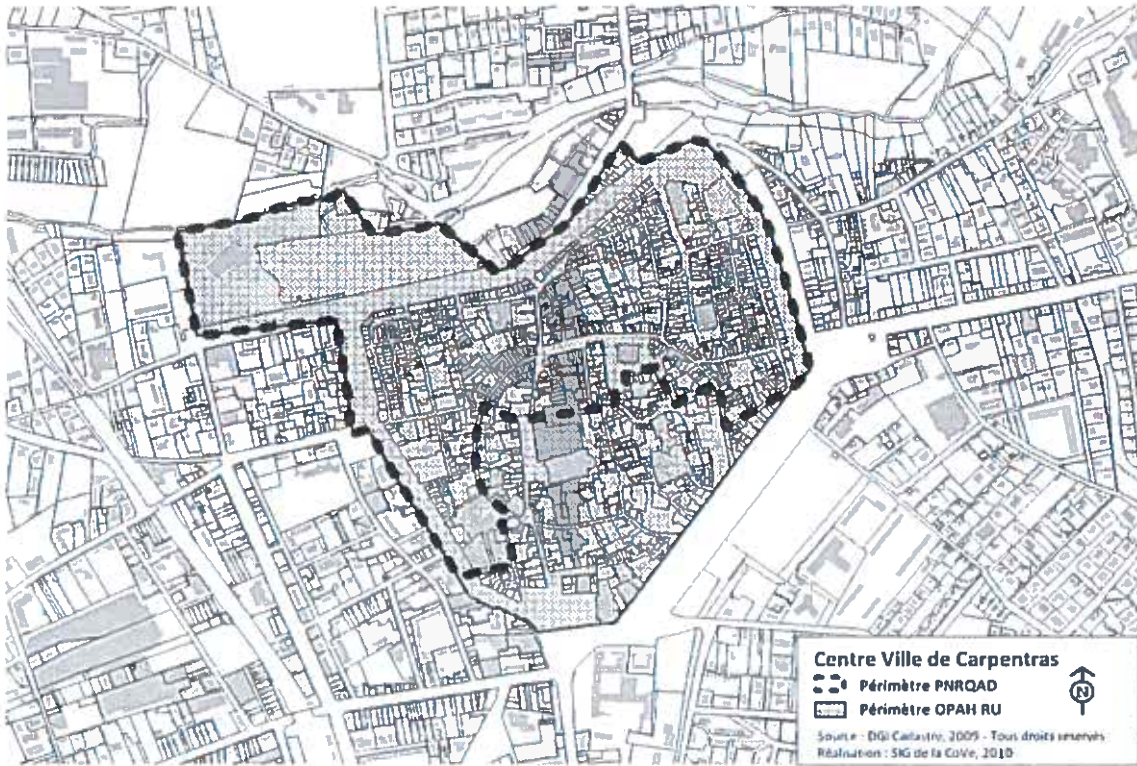 Centre Ville de Carpentras
Périmètre PNRQAD
N
Périmètre OPAH RU
Source : DGI Cadastre, 2009 - Tous droits reservés
Réalisation : SIG de la CoVe, 2010